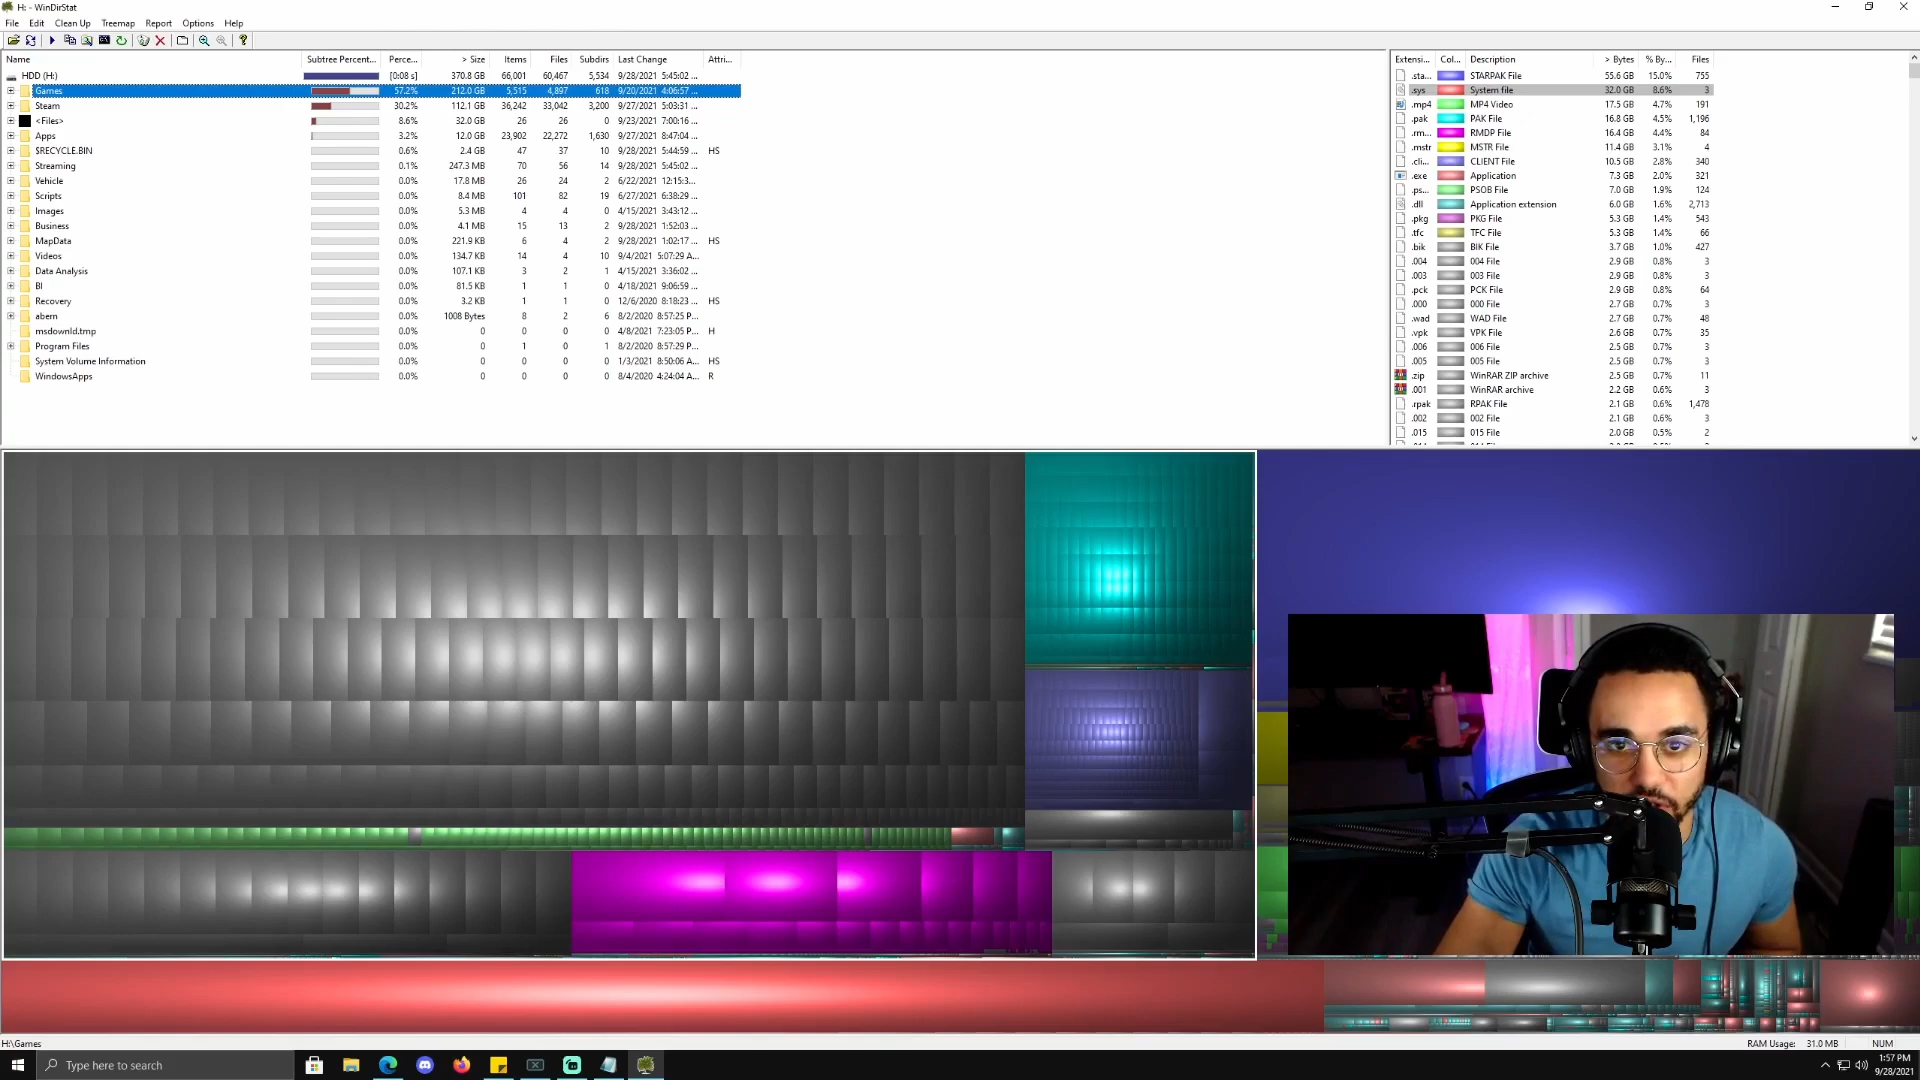 H: - WinDirStat
File Edit Clean Up Treemap Report Options Help
Name Subtree Percent... Perce... > Size Items Files Subdirs Last Change Attri...
HDD (H:) [0:08 s] 370.8 GB 66,001 60,467 5,534 9/28/2021 5:45:02 ...
Games 57.2% 212.0 GB 5,515 4,897 618 9/20/2021 4:06:57 ...
Steam 30.2% 112.1 GB 36,242 33,042 3,200 9/27/2021 5:03:31 ...
<Files> 8.6% 32.0 GB 26 26 0 9/23/2021 7:00:16 ...
Apps 3.2% 12.0 GB 23,902 22,272 1,630 9/27/2021 8:47:04 ...
$RECYCLE.BIN 0.6% 2.4 GB 47 37 10 9/28/2021 5:44:59 ... HS
Streaming 0.1% 247.3 MB 70 56 14 9/28/2021 5:45:02 ...
Vehicle 0.0% 17.8 MB 26 24 2 6/22/2021 12:15:3...
Scripts 0.0% 8.4 MB 101 82 19 6/27/2021 6:38:29 ...
Images 0.0% 5.3 MB 4 4 0 4/15/2021 3:43:12 ...
Business 0.0% 4.1 MB 15 13 2 9/28/2021 1:52:03 ...
MapData 0.0% 221.9 KB 6 4 2 9/28/2021 1:02:17 ... HS
Videos 0.0% 134.7 KB 14 4 10 9/4/2021 5:07:29 A...
Data Analysis 0.0% 107.1 KB 3 2 1 4/15/2021 3:36:02 ...
BI 0.0% 81.5 KB 1 1 0 4/18/2021 9:06:59 ...
Recovery 0.0% 3.2 KB 1 1 0 12/6/2020 8:18:23 ... HS
abern 0.0% 1008 Bytes 8 2 6 8/2/2020 8:57:25 P...
msdownld.tmp 0.0% 0 0 0 0 4/8/2021 7:23:05 P... H
Program Files 0.0% 0 1 0 1 8/2/2020 8:57:29 P...
System Volume Information 0.0% 0 0 0 0 1/3/2021 8:50:06 A... HS
WindowsApps 0.0% 0 0 0 0 8/4/2020 4:24:04 A... R
Extensi... Col... Description > Bytes % By... Files
.sta... STARPAK File 55.6 GB 15.0% 755
.sys System file 32.0 GB 8.6% 3
.mp4 MP4 Video 17.5 GB 4.7% 191
.pak PAK File 16.8 GB 4.5% 1,196
.rm... RMDP File 16.4 GB 4.4% 84
.mstr MSTR File 11.4 GB 3.1% 4
.cli... CLIENT File 10.5 GB 2.8% 340
.exe Application 7.3 GB 2.0% 321
.ps... PSOB File 7.0 GB 1.9% 124
.dll Application extension 6.0 GB 1.6% 2,713
.pkg PKG File 5.3 GB 1.4% 543
.tfc TFC File 5.3 GB 1.4% 66
.bik BIK File 3.7 GB 1.0% 427
.004 004 File 2.9 GB 0.8% 3
.003 003 File 2.9 GB 0.8% 3
.pck PCK File 2.9 GB 0.8% 64
.000 000 File 2.7 GB 0.7% 3
.wad WAD File 2.7 GB 0.7% 48
.vpk VPK File 2.6 GB 0.7% 35
.006 006 File 2.5 GB 0.7% 3
.005 005 File 2.5 GB 0.7% 3
.zip WinRAR ZIP archive 2.5 GB 0.7% 11
.001 WinRAR archive 2.2 GB 0.6% 3
.rpak RPAK File 2.1 GB 0.6% 1,478
.002 002 File 2.1 GB 0.6% 3
.015 015 File 2.0 GB 0.5% 2
H:\Games RAM Usage: 31.0 MB NUM
Type here to search
1:57 PM
9/28/2021